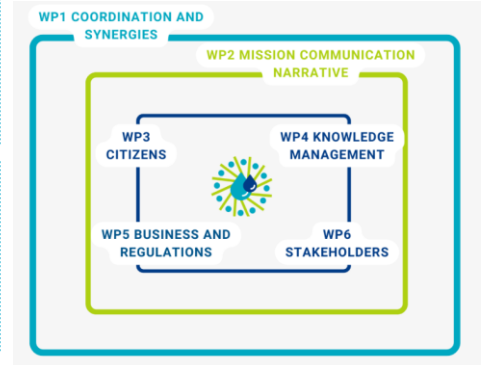 WP1 COORDINATION AND
SYNERGIES
WP2 MISSION COMMUNICATION
NARRATIVE
WP3
CITIZENS
WP4 KNOWLEDGE
MANAGEMENT
WP5 BUSINESS AND
REGULATIONS
WP6
STAKEHOLDERS